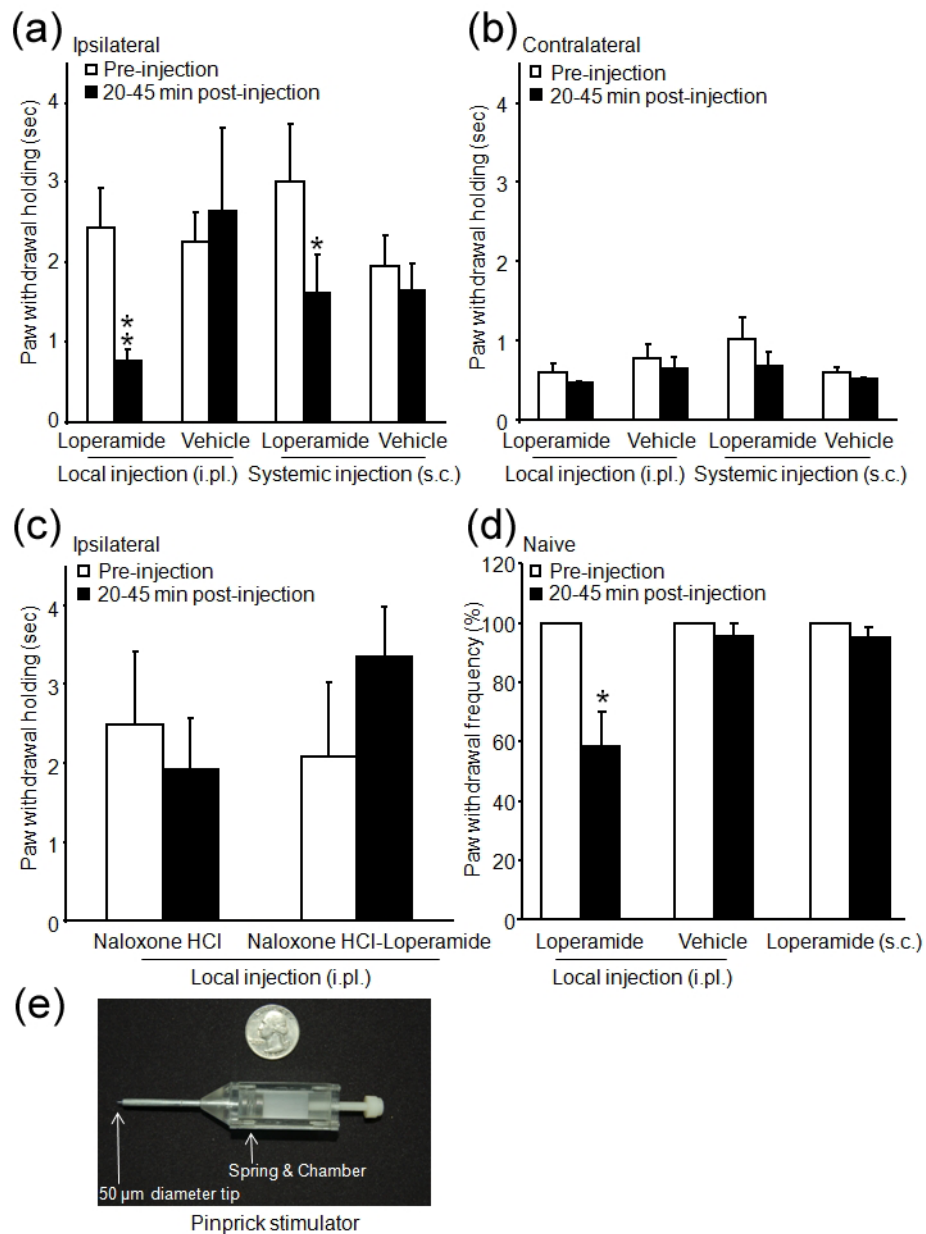 (a)
Ipsilateral
Pre-injection
20-45 min post-injection
Paw withdrawal holding (sec)
4
3
2
1
0
**
*
Loperamide Vehicle Loperamide Vehicle
Local injection (i.pl.) Systemic injection (s.c.)
(b)
Contralateral
Pre-injection
20-45 min post-injection
Paw withdrawal holding (sec)
4
3
2
1
0
Loperamide Vehicle Loperamide Vehicle
Local injection (i.pl.) Systemic injection (s.c.)
(c)
Ipsilateral
Pre-injection
20-45 min post-injection
Paw withdrawal holding (sec)
4
3
2
1
0
Naloxone HCl Naloxone HCl-Loperamide
Local injection (i.pl.)
(d)
Naive
Pre-injection
20-45 min post-injection
Paw withdrawal frequency (%)
120
100
80
60
40
20
0
*
Loperamide Vehicle Loperamide (s.c.)
Local injection (i.pl.)
(e)
Spring & Chamber
50 µm diameter tip
Pinprick stimulator